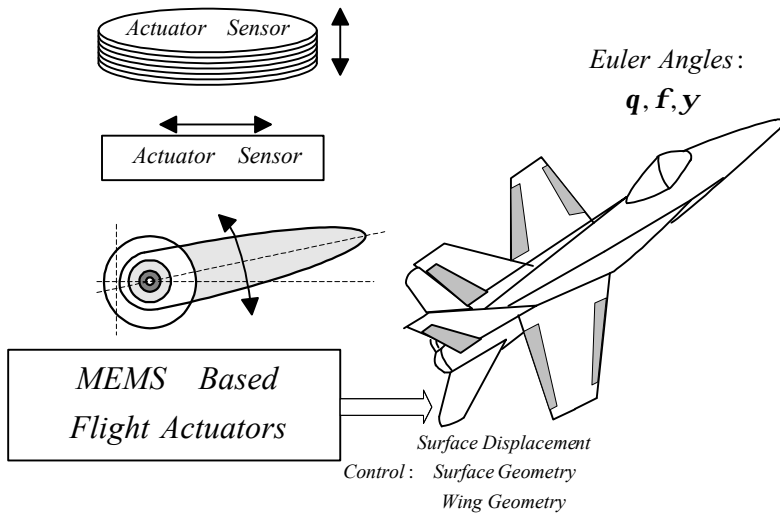 Actuator Sensor
Euler Angles:
q, f, y
Actuator Sensor
MEMS Based
Flight Actuators
Surface Displacement
Control: Surface Geometry
Wing Geometry